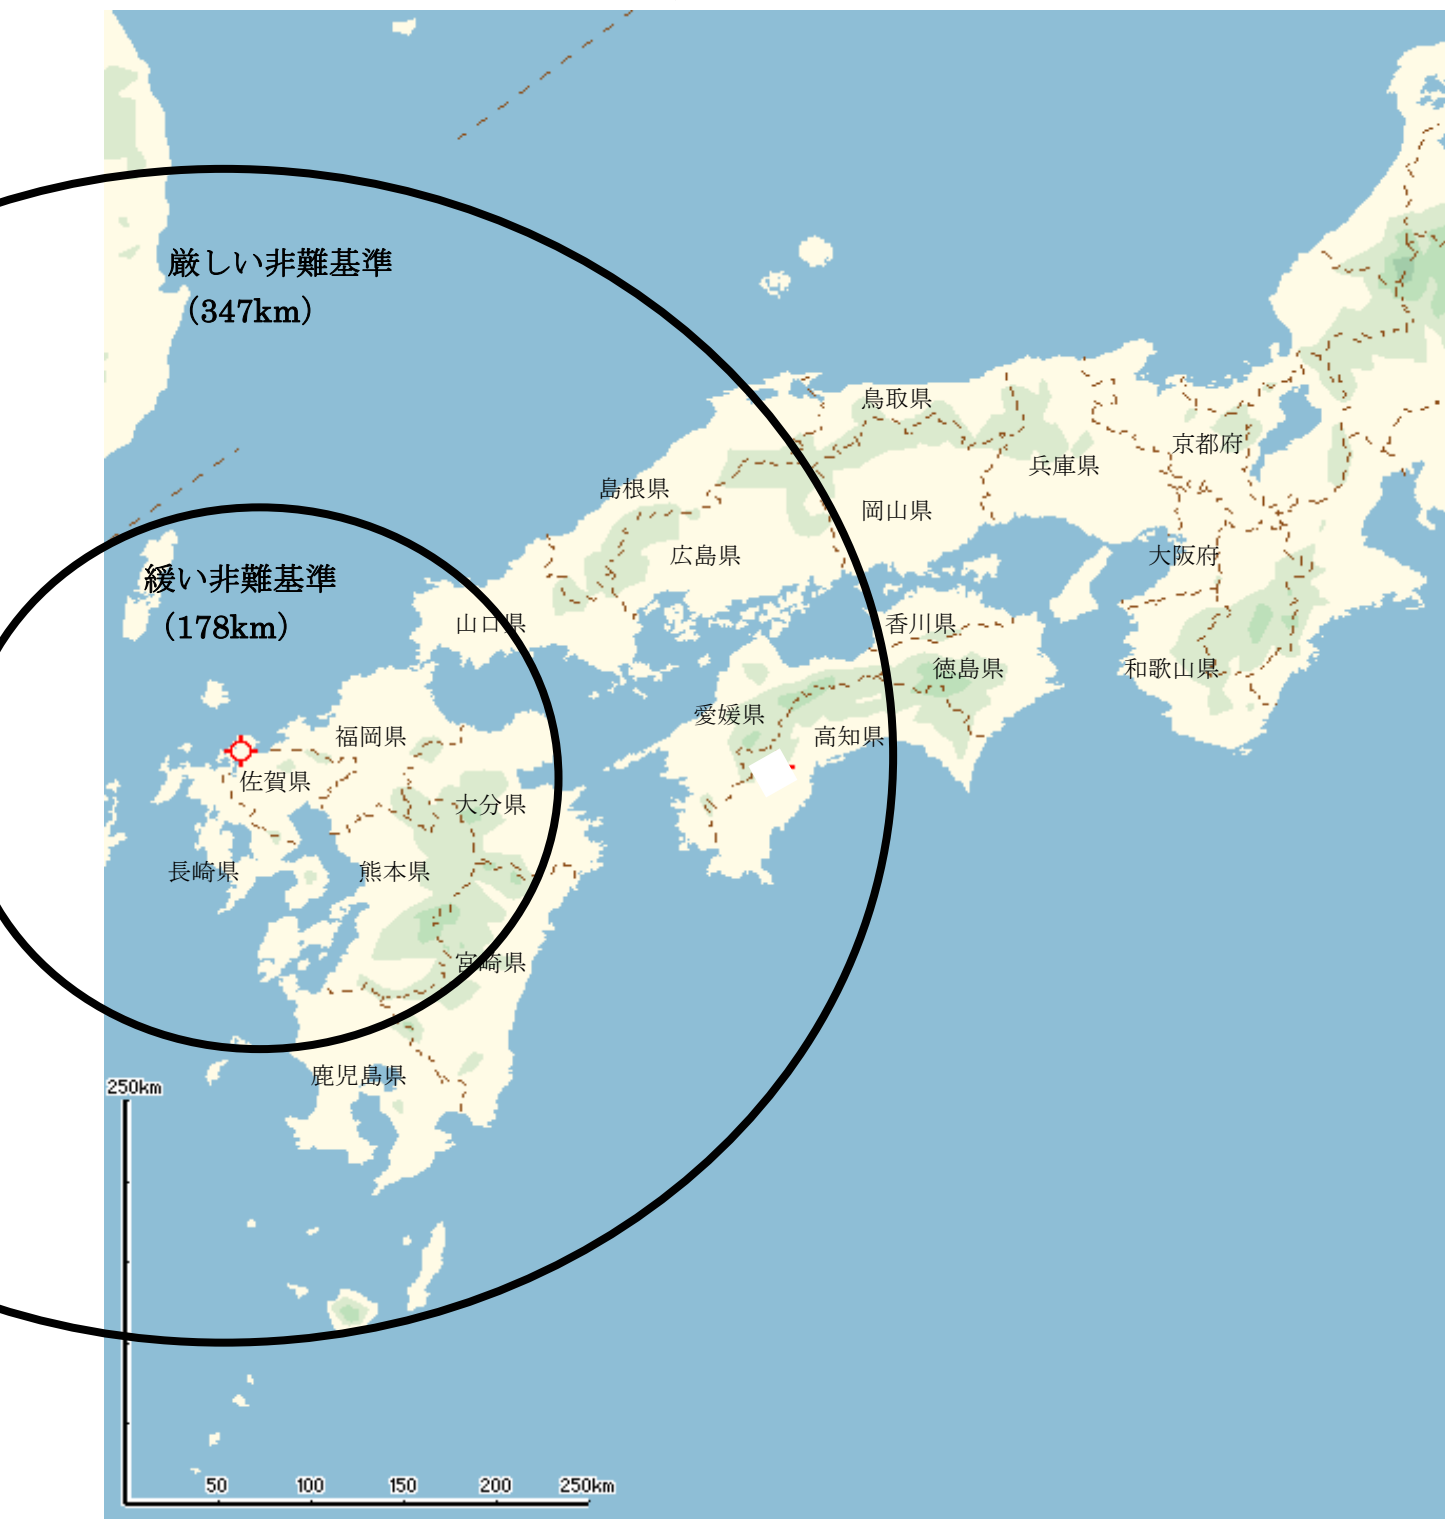 厳しい非難基準
(347km)
鳥取県
京都府
兵庫県
島根県
岡山県
広島県
大阪府
緩い非難基準
(178km)
山口県
香川県
徳島県
和歌山県
愛媛県
福岡県
高知県
佐賀県
大分県
長崎県
熊本県
宮崎県
鹿児島県
250km
50 100 150 200 250km